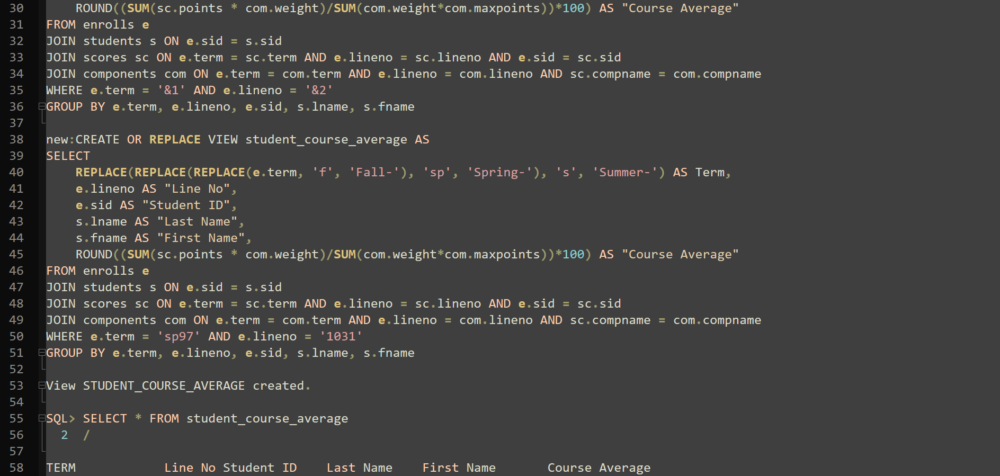 30 ROUND((SUM(sc.points * com.weight)/SUM(com.weight*com.maxpoints))*100) AS "Course Average"
31 FROM enrolls e
32 JOIN students s ON e.sid = s.sid
33 JOIN scores sc ON e.term = sc.term AND e.lineno = sc.lineno AND e.sid = sc.sid
34 JOIN components com ON e.term = com.term AND e.lineno = com.lineno AND sc.compname = com.compname
35 WHERE e.term = '&1' AND e.lineno = '&2'
36 GROUP BY e.term, e.lineno, e.sid, s.lname, s.fname
37
38 new:CREATE OR REPLACE VIEW student_course_average AS
39 SELECT
40 REPLACE(REPLACE(REPLACE(e.term, 'f', 'Fall-'), 'sp', 'Spring-'), 's', 'Summer-') AS Term,
41 e.lineno AS "Line No",
42 e.sid AS "Student ID",
43 s.lname AS "Last Name",
44 s.fname AS "First Name",
45 ROUND((SUM(sc.points * com.weight)/SUM(com.weight*com.maxpoints))*100) AS "Course Average"
46 FROM enrolls e
47 JOIN students s ON e.sid = s.sid
48 JOIN scores sc ON e.term = sc.term AND e.lineno = sc.lineno AND e.sid = sc.sid
49 JOIN components com ON e.term = com.term AND e.lineno = com.lineno AND sc.compname = com.compname
50 WHERE e.term = 'sp97' AND e.lineno = '1031'
51 GROUP BY e.term, e.lineno, e.sid, s.lname, s.fname
52
53 View STUDENT_COURSE_AVERAGE created.
54
55 SQL> SELECT * FROM student_course_average
56 2 /
57
58 TERM Line No Student ID Last Name First Name Course Average